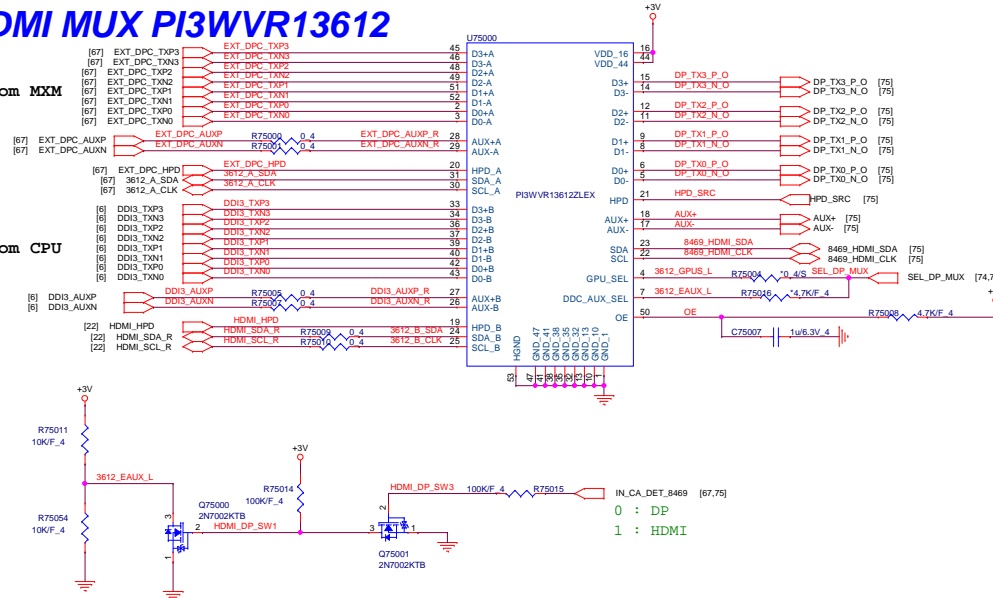 DMI MUX PI3WVR13612
+3V
U75000
[67] EXT_DPC_TXP3 EXT_DPC_TXP3 45 D3+A VDD_16 16
[67] EXT_DPC_TXN3 EXT_DPC_TXN3 46 D3-A VDD_44 44
[67] EXT_DPC_TXP2 EXT_DPC_TXP2 48 D2+A
[67] EXT_DPC_TXN2 EXT_DPC_TXN2 49 D2-A D3+ 15 DP_TX3_P_O DP_TX3_P_O [75]
om MXM [67] EXT_DPC_TXP1 EXT_DPC_TXP1 51 D1+A D3- 14 DP_TX3_N_O DP_TX3_N_O [75]
[67] EXT_DPC_TXN1 EXT_DPC_TXN1 52 D1-A
[67] EXT_DPC_TXP0 EXT_DPC_TXP0 2 D0+A D2+ 12 DP_TX2_P_O DP_TX2_P_O [75]
[67] EXT_DPC_TXN0 EXT_DPC_TXN0 3 D0-A D2- 11 DP_TX2_N_O DP_TX2_N_O [75]
[67] EXT_DPC_AUXP EXT_DPC_AUXP R75000 0_4 EXT_DPC_AUXP_R 28 AUX+A D1+ 9 DP_TX1_P_O DP_TX1_P_O [75]
[67] EXT_DPC_AUXN EXT_DPC_AUXN R75001 0_4 EXT_DPC_AUXN_R 29 AUX-A D1- 8 DP_TX1_N_O DP_TX1_N_O [75]
[67] EXT_DPC_HPD EXT_DPC_HPD 20 HPD_A D0+ 6 DP_TX0_P_O DP_TX0_P_O [75]
[67] 3612_A_SDA 3612_A_SDA 31 SDA_A D0- 5 DP_TX0_N_O DP_TX0_N_O [75]
[67] 3612_A_CLK 3612_A_CLK 30 SCL_A
PI3WVR13612ZLEX HPD 21 HPD_SRC HPD_SRC [75]
[6] DDI3_TXP3 DDI3_TXP3 33 D3+B
[6] DDI3_TXN3 DDI3_TXN3 34 D3-B AUX+ 18 AUX+ AUX+ [75]
[6] DDI3_TXP2 DDI3_TXP2 36 D2+B AUX- 17 AUX- AUX- [75]
[6] DDI3_TXN2 DDI3_TXN2 37 D2-B
om CPU [6] DDI3_TXP1 DDI3_TXP1 39 D1+B SDA 23 8469_HDMI_SDA 8469_HDMI_SDA [75]
[6] DDI3_TXN1 DDI3_TXN1 40 D1-B SCL 22 8469_HDMI_CLK 8469_HDMI_CLK [75]
[6] DDI3_TXP0 DDI3_TXP0 42 D0+B
[6] DDI3_TXN0 DDI3_TXN0 43 D0-B GPU_SEL 4 3612_GPUS_L R75004 *0_4/S SEL_DP_MUX SEL_DP_MUX [74,7
[6] DDI3_AUXP DDI3_AUXP R75005 0_4 DDI3_AUXP_R 27 AUX+B DDC_AUX_SEL 7 3612_EAUX_L R75016 *4.7K/F_4
[6] DDI3_AUXN DDI3_AUXN R75007 0_4 DDI3_AUXN_R 26 AUX-B
[22] HDMI_HPD HDMI_HPD 19 HPD_B OE 50 OE R75008 4.7K/F_4
[22] HDMI_SDA_R HDMI_SDA_R R75009 0_4 3612_B_SDA 24 SDA_B C75007 1u/6.3V_4
[22] HDMI_SCL_R HDMI_SCL_R R75010 0_4 3612_B_CLK 25 SCL_B
HGND GND_47 GND_41 GND_38 GND_35 GND_32 GND_13 GND_10 GND_1
53 47 41 38 35 32 13 10 1
+3V
R75011
10K/F_4
+3V
3612_EAUX_L
R75014
100K/F_4
HDMI_DP_SW3 100K/F_4 R75015 IN_CA_DET_8469 [67,75]
R75054
10K/F_4
Q75000
2N7002KTB
3 2 1 HDMI_DP_SW1 3 2 1
0 : DP
1 : HDMI
Q75001
2N7002KTB